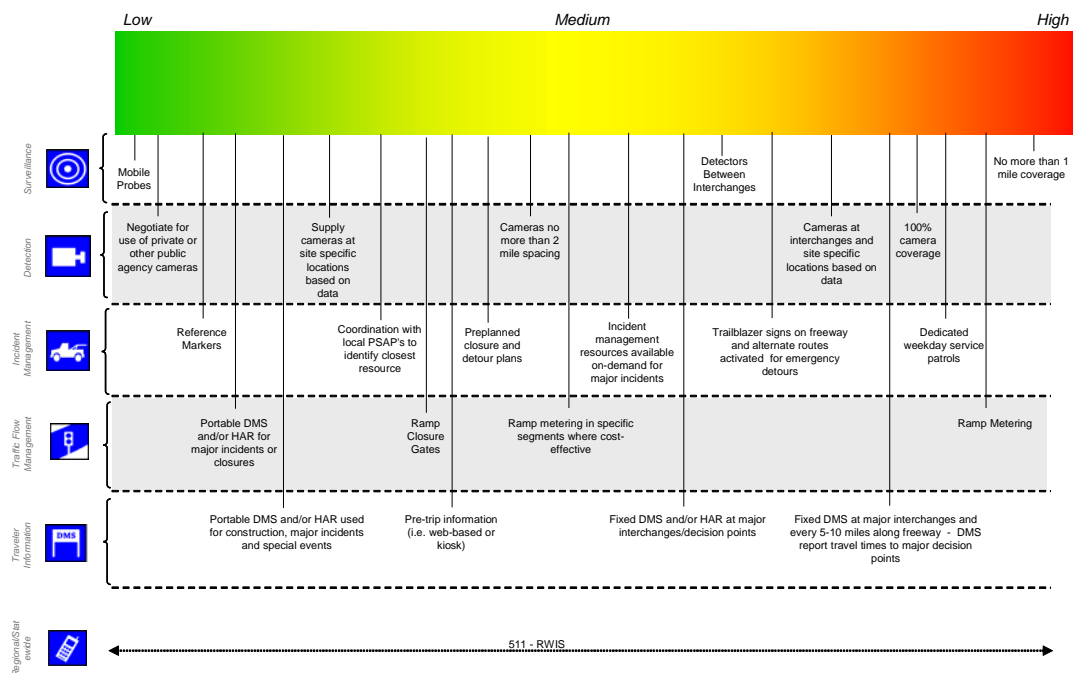 Low
Medium
High
Surveillance
Mobile
Probes
Detectors
Between
Interchanges
No more than 1
mile coverage
Detection
Negotiate for
use of private or
other public
agency cameras
Supply
cameras at
site specific
locations
based on
data
Cameras no
more than 2
mile spacing
Cameras at
interchanges and
site specific
locations based on
data
100%
camera
coverage
Incident
Management
Reference
Markers
Coordination with
local PSAP's to
identify closest
resource
Preplanned
closure and
detour plans
Incident
management
resources available
on-demand for
major incidents
Trailblazer signs on freeway
and alternate routes
activated for emergency
detours
Dedicated
weekday service
patrols
Traffic Flow
Management
Portable DMS
and/or HAR for
major incidents or
closures
Ramp
Closure
Gates
Ramp metering in specific
segments where cost-
effective
Ramp Metering
Traveler
Information
DMS
Portable DMS and/or HAR used
for construction, major incidents
and special events
Pre-trip information
(i.e. web-based or
kiosk)
Fixed DMS and/or HAR at major
interchanges/decision points
Fixed DMS at major interchanges and
every 5-10 miles along freeway - DMS
report travel times to major decision
points
Regional/Stat
ewide
511 - RWIS